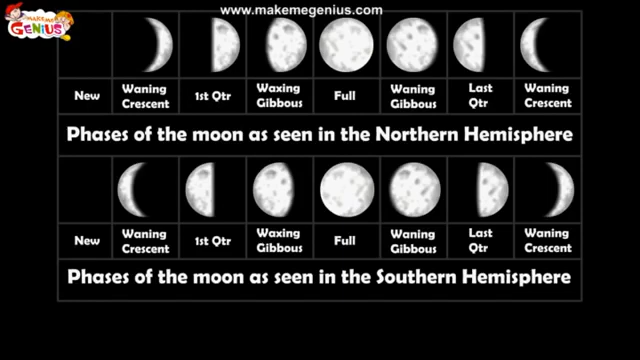 www.makemegenius.com
MAKEME
GENIUS
New
Waning
Crescent
1st Qtr
Waxing
Gibbous
Full
Waning
Gibbous
Last
Qtr
Waning
Crescent
Phases of the moon as seen in the Northern Hemisphere
New
Waning
Crescent
1st Qtr
Waxing
Gibbous
Full
Waning
Gibbous
Last
Qtr
Waning
Crescent
Phases of the moon as seen in the Southern Hemisphere